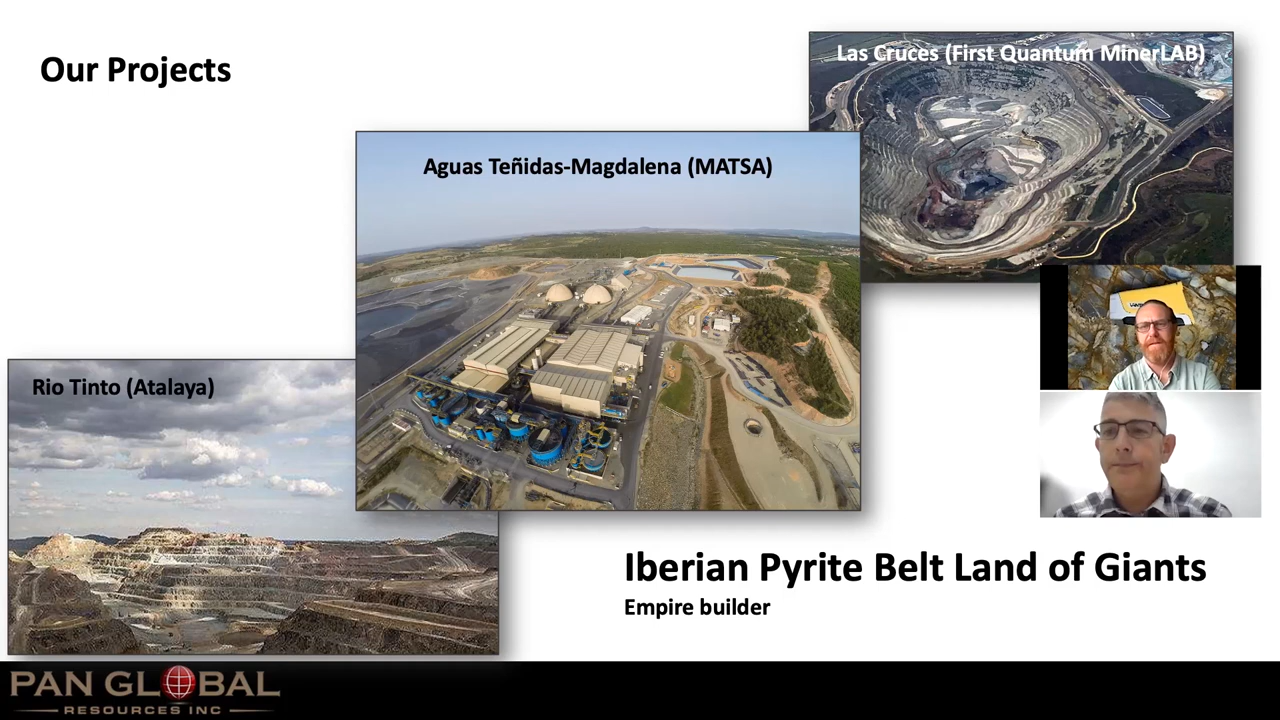 Our Projects
Las Cruces (First Quantum MinerLAB)
Aguas Teñidas-Magdalena (MATSA)
Rio Tinto (Atalaya)
Iberian Pyrite Belt Land of Giants
Empire builder
PAN GLOBAL
RESOURCES INC